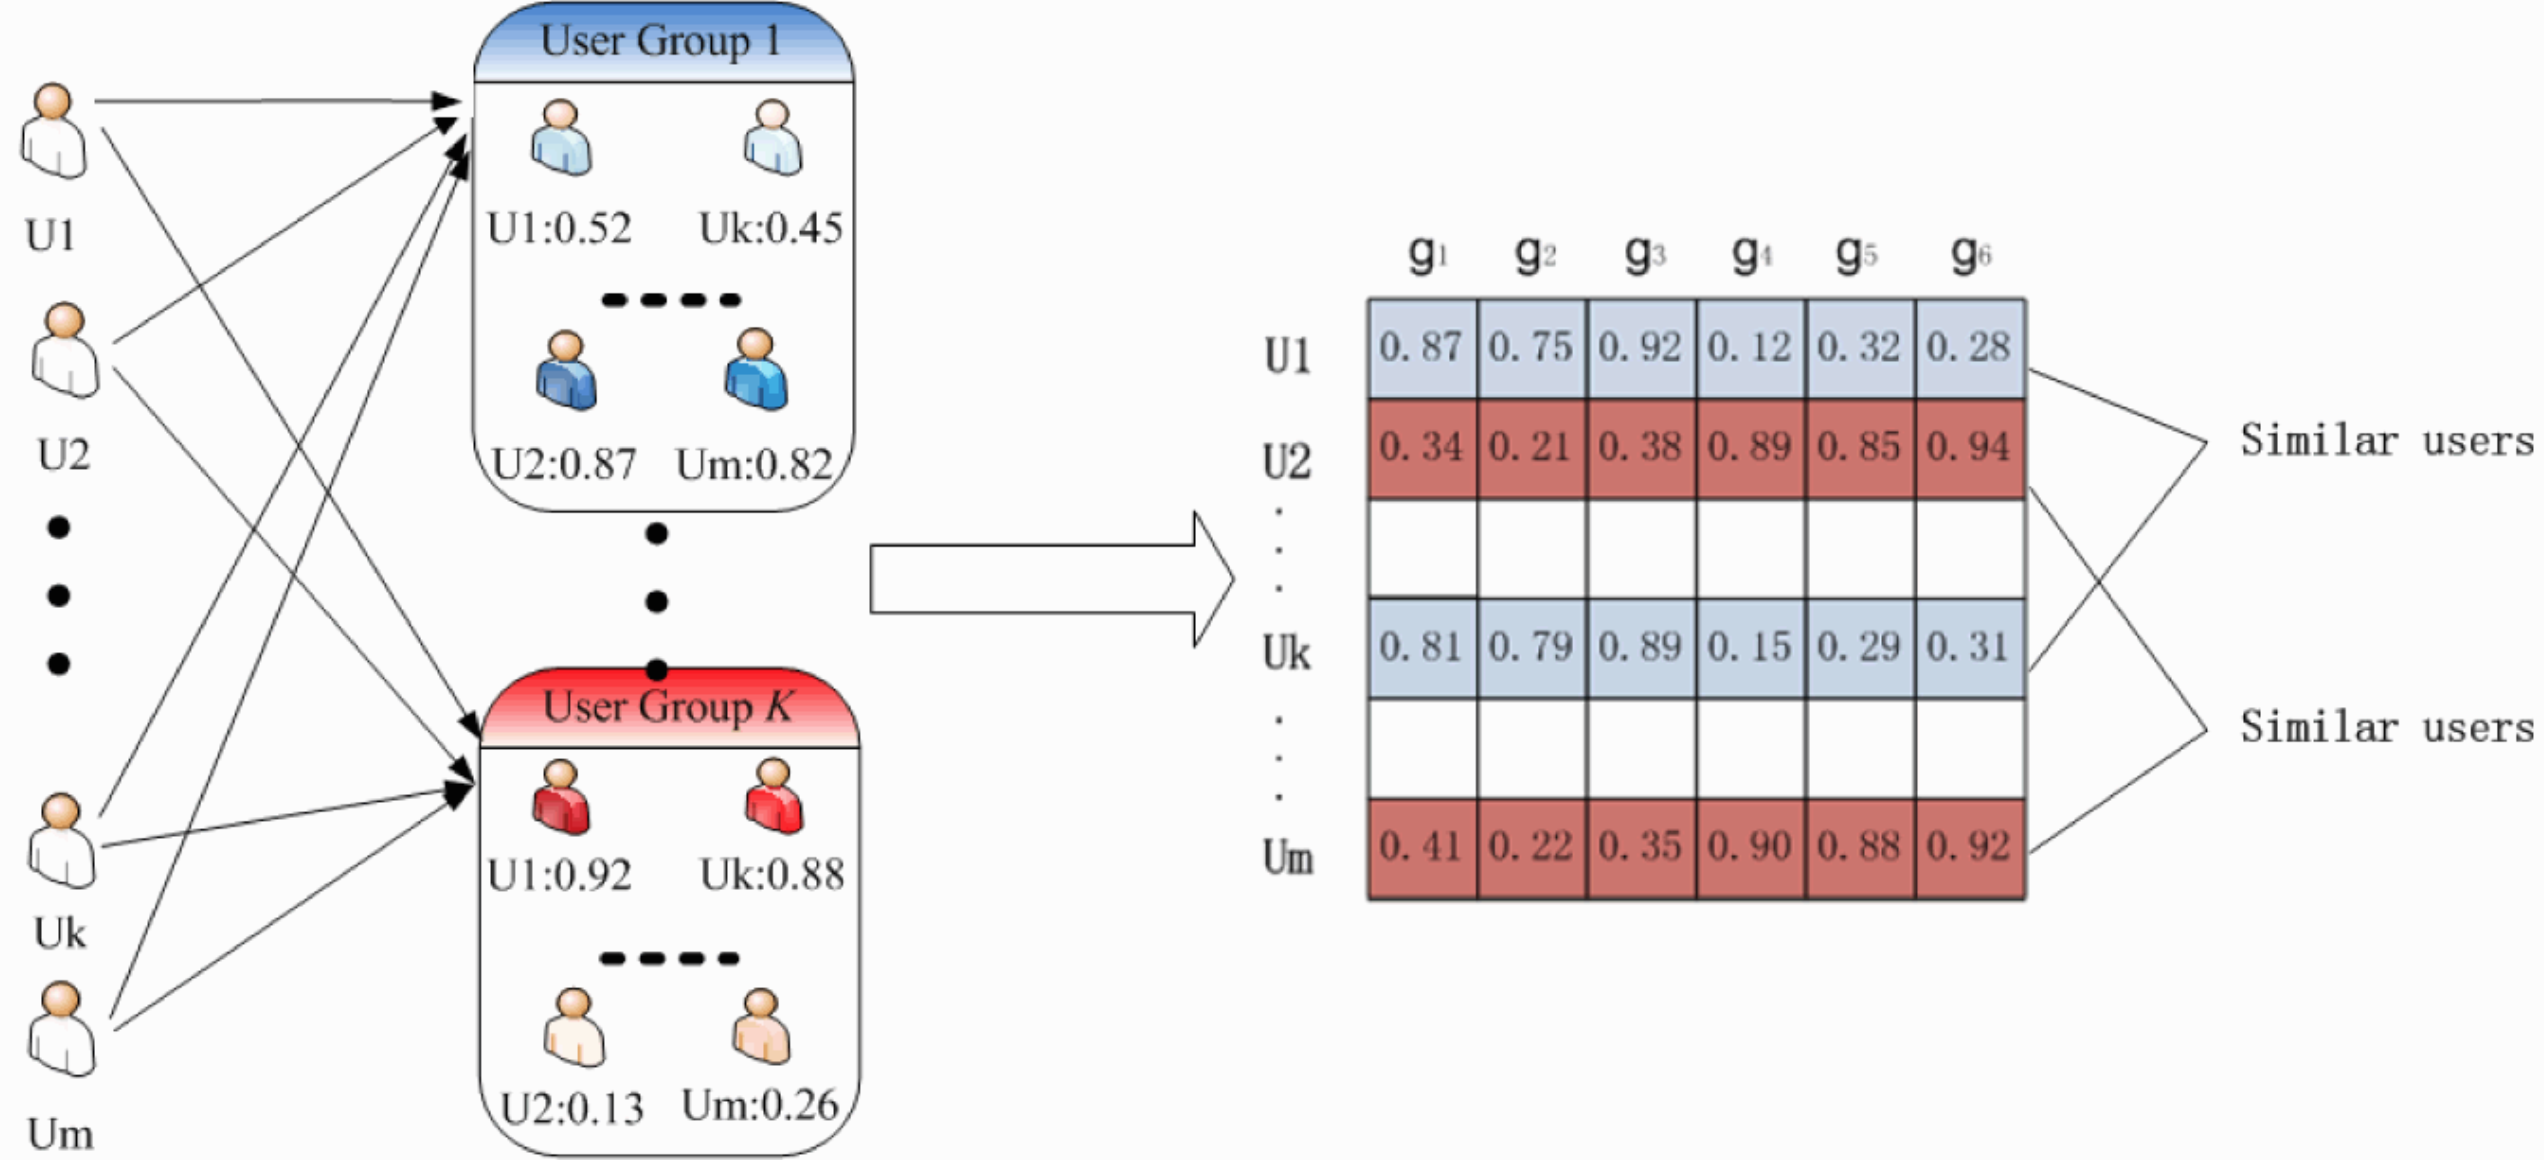 User Group 1
U1
U1:0.52 Uk:0.45
U2
U2:0.87 Um:0.82
User Group K
U1:0.92 Uk:0.88
Uk
U2:0.13 Um:0.26
Um
g1 g2 g3 g4 g5 g6
U1 0.87 0.75 0.92 0.12 0.32 0.28
U2 0.34 0.21 0.38 0.89 0.85 0.94
Uk 0.81 0.79 0.89 0.15 0.29 0.31
Um 0.41 0.22 0.35 0.90 0.88 0.92
Similar users
Similar users